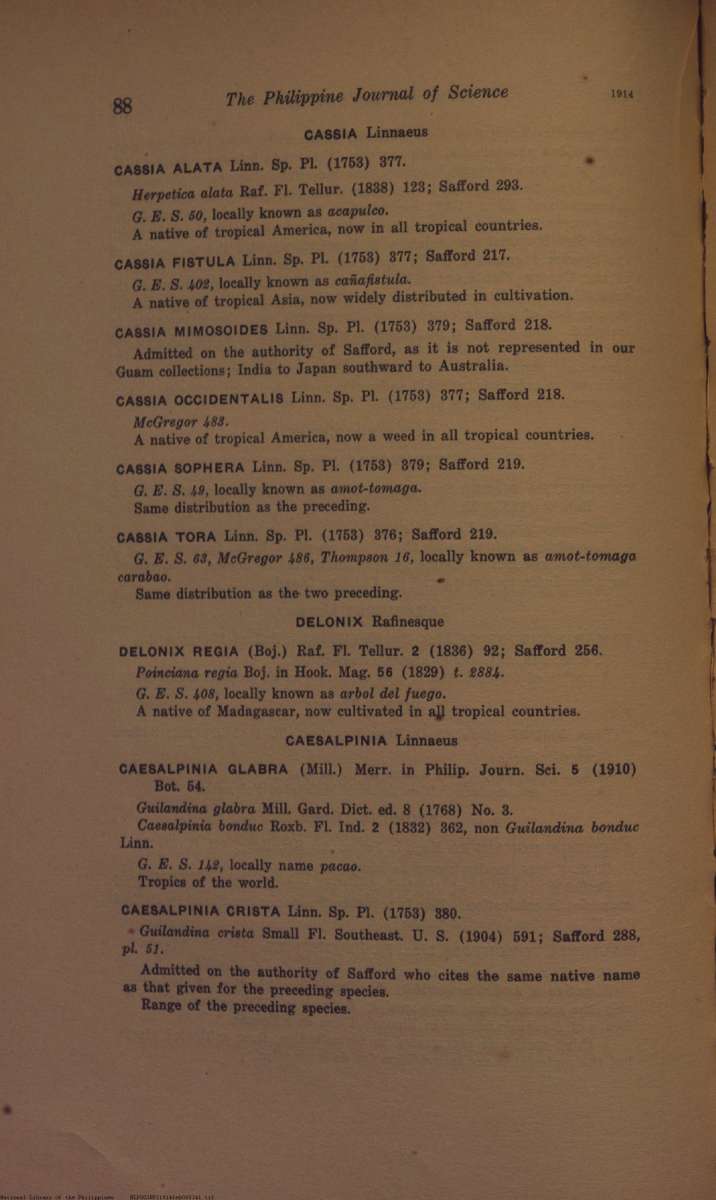 88
The Philippine Journal of Science
1914
CASSIA Linnaeus
CASSIA ALATA Linn. Sp. Pl. (1753) 377.
Herpetica alata Raf. Fl. Tellur. (1838) 123; Safford 293.
G. E. S. 50, locally known as acapulco.
A native of tropical America, now in all tropical countries.
CASSIA FISTULA Linn. Sp. Pl. (1753) 377; Safford 217.
G. E. S. 402, locally known as cañafistula.
A native of tropical Asia, now widely distributed in cultivation.
CASSIA MIMOSOIDES Linn. Sp. Pl. (1753) 379; Safford 218.
Admitted on the authority of Safford, as it is not represented in our
Guam collections; India to Japan southward to Australia.
CASSIA OCCIDENTALIS Linn. Sp. Pl. (1753) 377; Safford 218.
McGregor 483.
A native of tropical America, now a weed in all tropical countries.
CASSIA SOPHERA Linn. Sp. Pl. (1753) 379; Safford 219.
G. E. S. 49, locally known as amot-tomaga.
Same distribution as the preceding.
CASSIA TORA Linn. Sp. Pl. (1753) 376; Safford 219.
G. E. S. 63, McGregor 486, Thompson 16, locally known as amot-tomaga
carabao.
Same distribution as the two preceding.
DELONIX Rafinesque
DELONIX REGIA (Boj.) Raf. Fl. Tellur. 2 (1836) 92; Safford 256.
Poinciana regia Boj. in Hook. Mag. 56 (1829) t. 2884.
G. E. S. 408, locally known as arbol del fuego.
A native of Madagascar, now cultivated in all tropical countries.
CAESALPINIA Linnaeus
CAESALPINIA GLABRA (Mill.) Merr. in Philip. Journ. Sci. 5 (1910)
Bot. 54.
Guilandina glabra Mill. Gard. Dict. ed. 8 (1768) No. 3.
Caesalpinia bonduc Roxb. Fl. Ind. 2 (1832) 362, non Guilandina bonduc
Linn.
G. E. S. 142, locally name pacao.
Tropics of the world.
CAESALPINIA CRISTA Linn. Sp. Pl. (1753) 380.
Guilandina crista Small Fl. Southeast. U. S. (1904) 591; Safford 288,
pl. 51.
Admitted on the authority of Safford who cites the same native name
as that given for the preceding species.
Range of the preceding species.
National Library of the Philippines